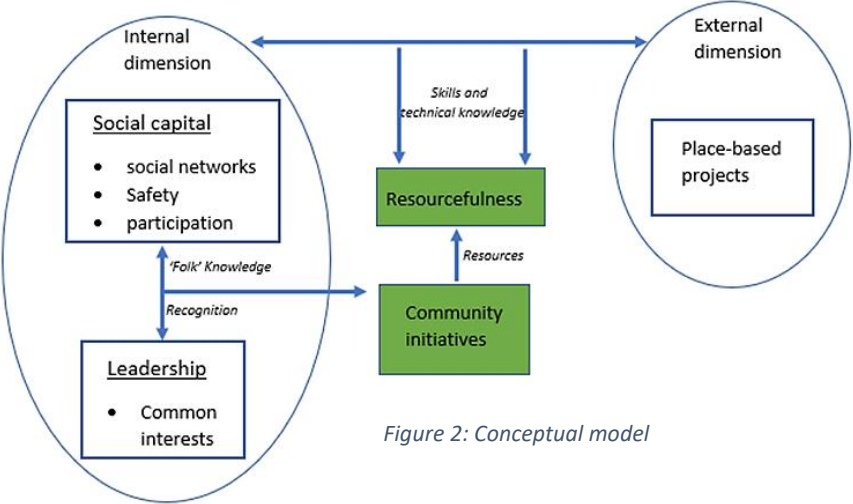 Internal
dimension
External
dimension
Skills and
technical knowledge
Social capital
• social networks
• Safety
• participation
Place-based
projects
Resourcefulness
'Folk' Knowledge
Resources
Recognition
Community
initiatives
Leadership
• Common
interests
Figure 2: Conceptual model